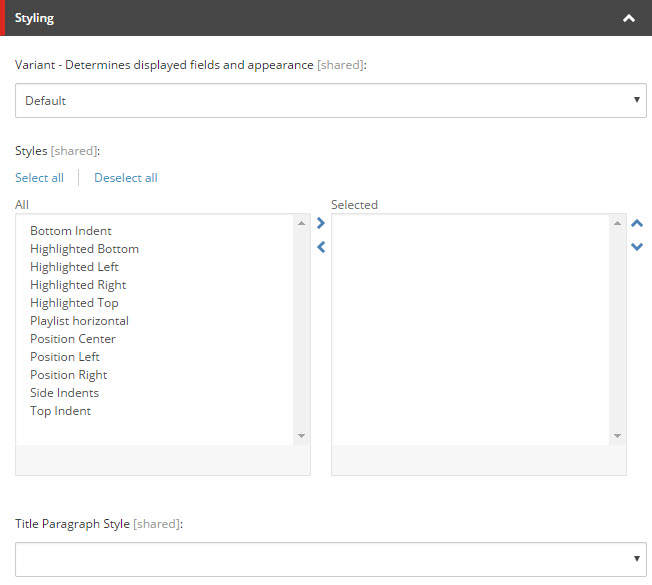 Styling
Variant - Determines displayed fields and appearance [shared]:
Default
Styles [shared]:
Select all
Deselect all
All
Selected
Bottom Indent
Highlighted Bottom
Highlighted Left
Highlighted Right
Highlighted Top
Playlist horizontal
Position Center
Position Left
Position Right
Side Indents
Top Indent
Title Paragraph Style [shared]: